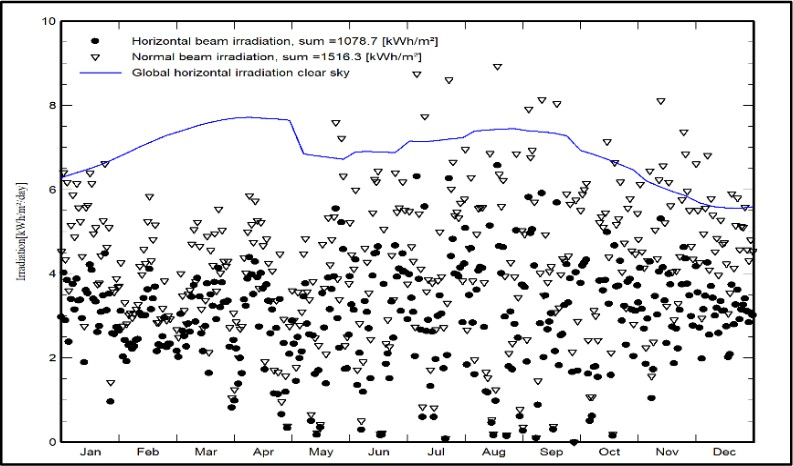 10
Horizontal beam irradiation, sum =1078.7 [kWh/m²]
Normal beam irradiation, sum =1516.3 [kWh/m²]
Global horizontal irradiation clear sky
8
6
4
2
0
Irradiation[kWh/m²/day]
Jan Feb Mar Apr May Jun Jul Aug Sep Oct Nov Dec